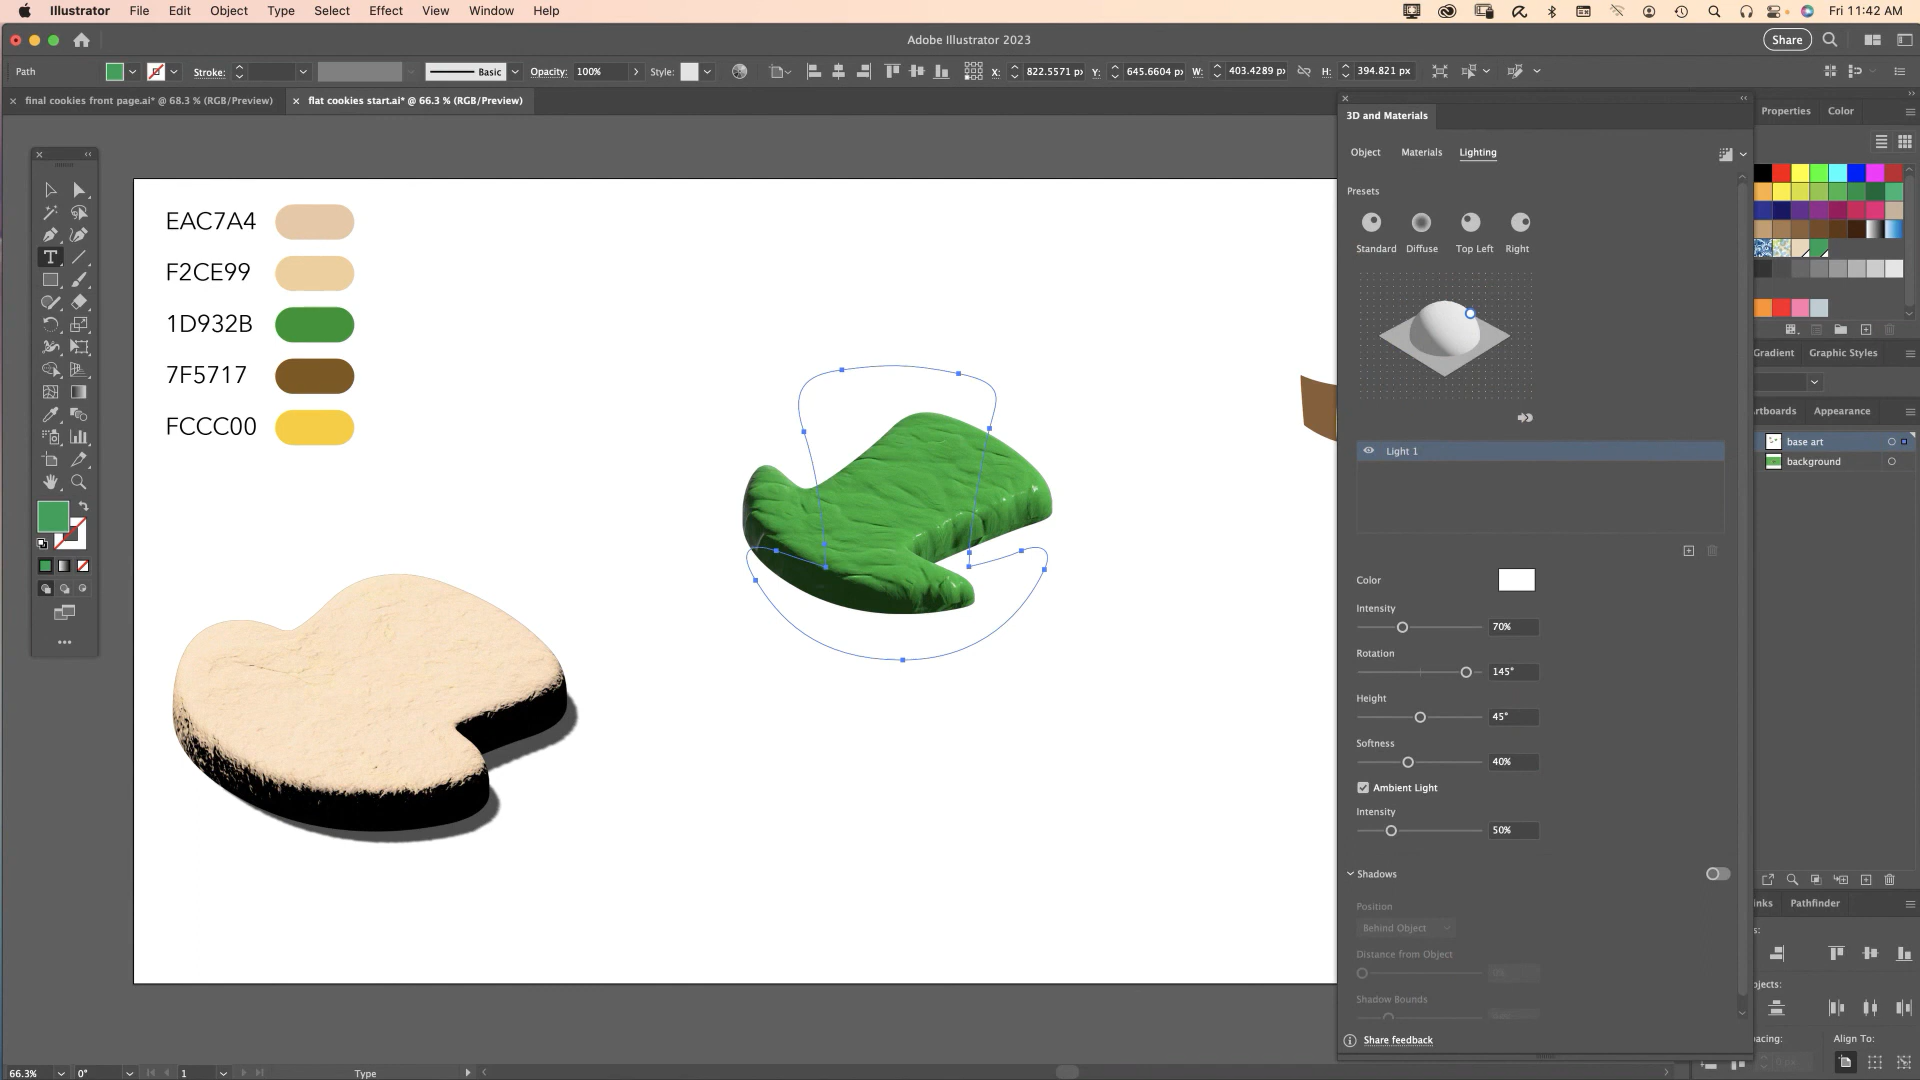 Illustrator File Edit Object Type Select Effect View Window Help
Fri 11:42 AM
Adobe Illustrator 2023
Share
Path
Stroke:
Basic
Opacity: 100%
Style:
X: 822.5571 px
Y: 645.6604 px
W: 403.4289 px
H: 394.821 px
final cookies front page.ai* @ 68.3 % (RGB/Preview)
flat cookies start.ai* @ 66.3 % (RGB/Preview)
3D and Materials
Properties Color
Object Materials Lighting
Presets
Standard Diffuse Top Left Right
EAC7A4
F2CE99
1D932B
7F5717
FCCC00
Gradient Graphic Styles
Artboards Appearance
base art
background
Light 1
Color
Intensity
70%
Rotation
145°
Height
45°
Softness
40%
Ambient Light
Intensity
50%
Shadows
Position
Behind Object
Distance from Object
0%
Shadow Bounds
inks Pathfinder
s:
ojects:
acing: Align To:
0 px
Share feedback
66.3% 0° 1 Type